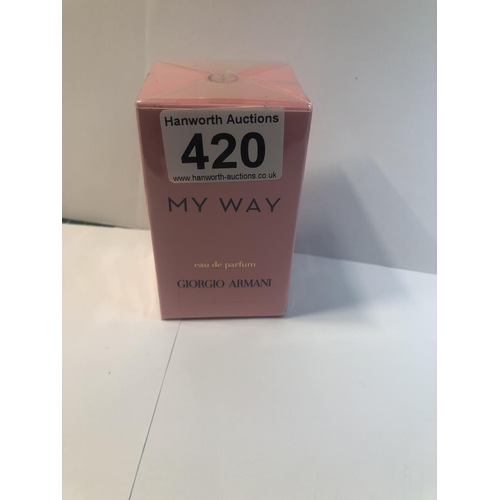 Hanworth Auctions
420
www.hanworth-auctions.co.uk
MY WAY
eau de parfum
GIORGIO ARMANI